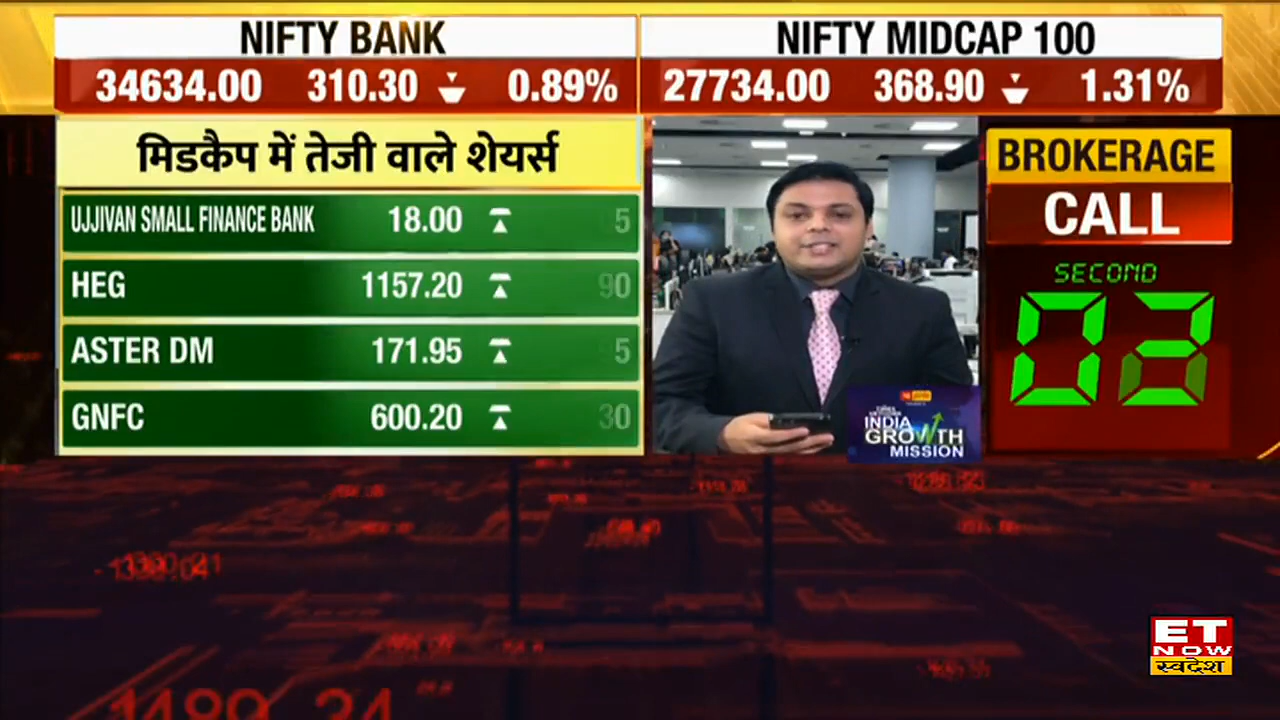 NIFTY BANK
34634.00 310.30 0.89%
NIFTY MIDCAP 100
27734.00 368.90 1.31%
मिडकैप में तेजी वाले शेयर्स
UJJIVAN SMALL FINANCE BANK 18.00 5
HEG 1157.20 90
ASTER DM 171.95 5
GNFC 600.20 30
BROKERAGE
CALL
SECOND
02
INDIA
GROWTH
MISSION
ET
NOW
स्वदेश